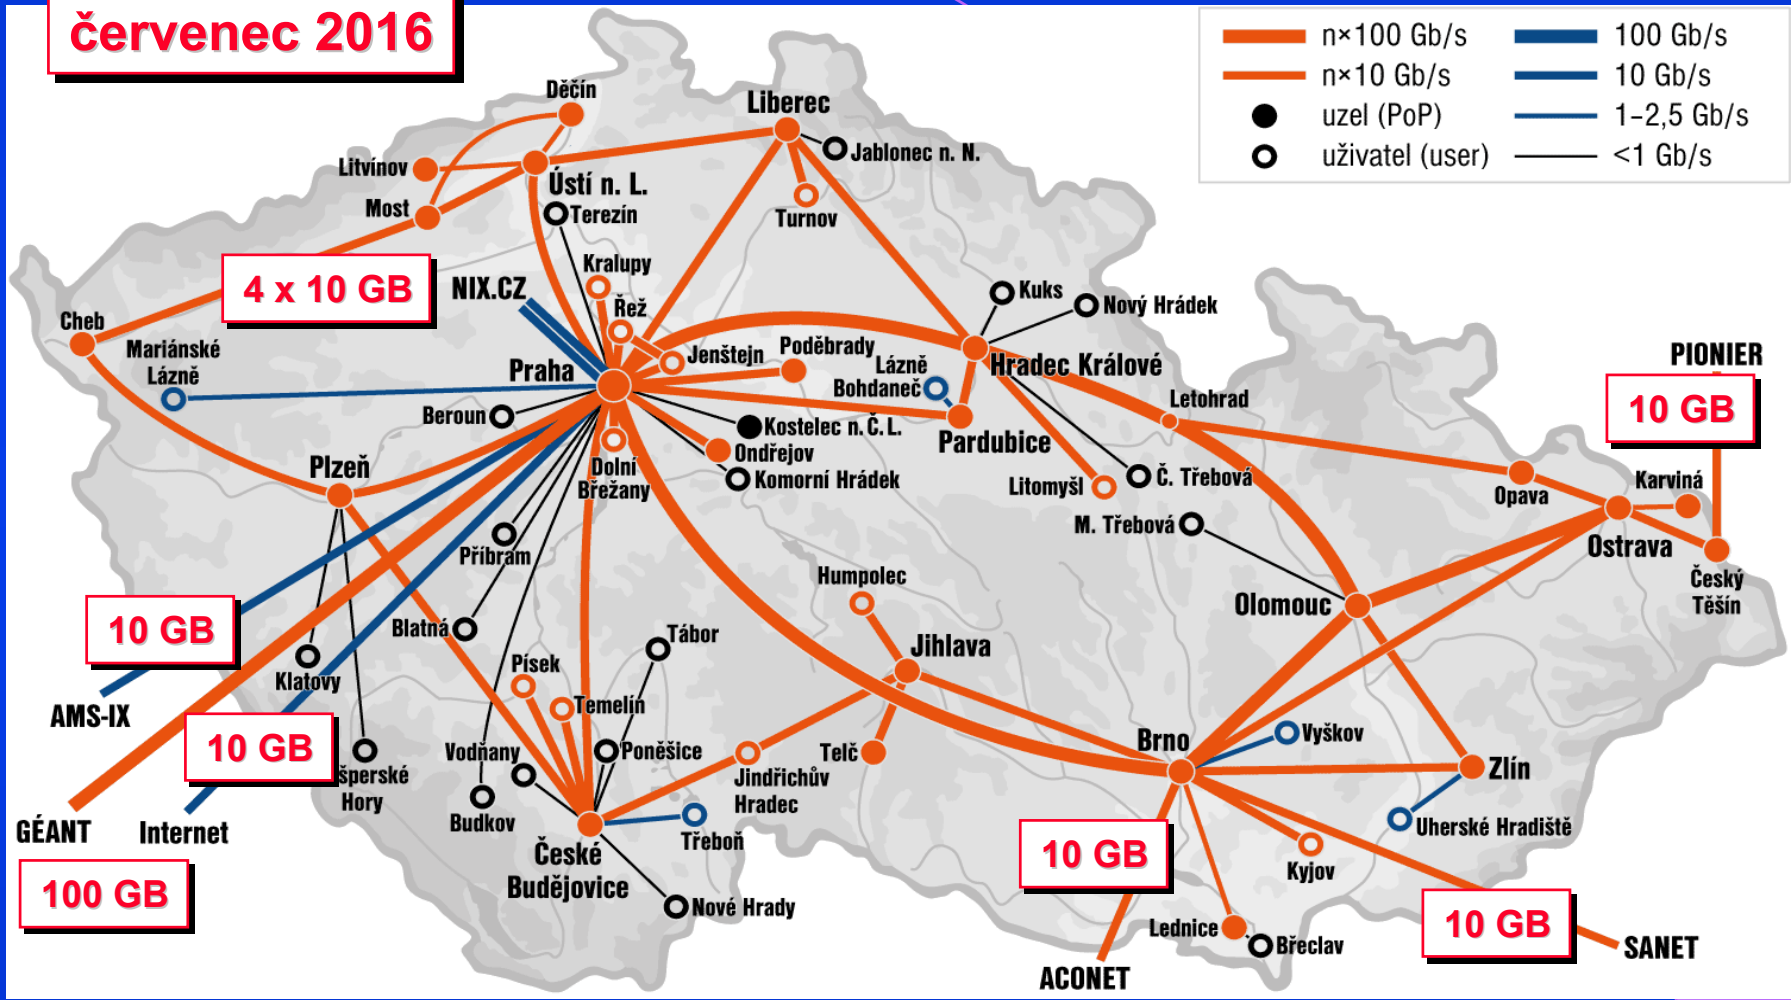 červenec 2016
n×100 Gb/s
100 Gb/s
n×10 Gb/s
10 Gb/s
uzel (PoP)
1–2,5 Gb/s
uživatel (user)
<1 Gb/s
Děčín
Liberec
Jablonec n. N.
Litvínov
Ústí n. L.
Most
Terezín
Turnov
4 x 10 GB
NIX.CZ
Kralupy
Řež
Kuks
Nový Hrádek
Cheb
Mariánské
Lázně
Praha
Jenštejn
Poděbrady
Lázně
Bohdaneč
Hradec Králové
PIONIER
10 GB
Letohrad
Beroun
Kostelec n.Č.L.
Pardubice
Ondřejov
Plzeň
Dolní
Břežany
Komorní Hrádek
Litomyšl
Č. Třebová
Opava
Karviná
M. Třebová
Ostrava
Příbram
Český
Těšín
Humpolec
Olomouc
10 GB
Blatná
Tábor
Jihlava
Klatovy
Písek
Temelín
AMS-IX
10 GB
Vodňany
Poněšice
Telč
Brno
Vyškov
šperské
Hory
Jindřichův
Hradec
Zlín
GÉANT
Internet
Budkov
Třeboň
Uherské Hradiště
České
Budějovice
10 GB
Kyjov
100 GB
Nové Hrady
Lednice
Břeclav
10 GB
SANET
ACONET